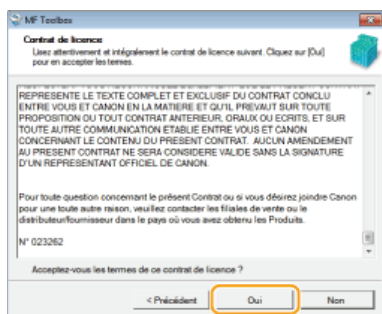 MF Toolbox
Contrat de licence
Lisez attentivement et intégralement le contrat de licence suivant. Cliquez sur [Oui]
pour en accepter les termes.
REPRESENTE LE TEXTE COMPLET ET EXCLUSIF DU CONTRAT CONCLU
ENTRE VOUS ET CANON EN LA MATIERE ET QU'IL PREVAUT SUR TOUTE
PROPOSITION OU TOUT CONTRAT ANTERIEUR, ORAUX OU ECRITS, ET SUR
TOUTE AUTRE COMMUNICATION ETABLIE ENTRE VOUS ET CANON
CONCERNANT LE CONTENU DU PRESENT CONTRAT. AUCUN AMENDEMENT
AU PRESENT CONTRAT NE SERA CONSIDERE VALIDE SANS LA SIGNATURE
D'UN REPRESENTANT OFFICIEL DE CANON.
Pour toute question concernant le présent Contrat ou si vous désirez joindre Canon
pour une toute autre raison, veuillez contacter les filiales de vente ou le
distributeur/fournisseur dans le pays où vous avez obtenu les Produits.
N° 023262
Acceptez-vous les termes de ce contrat de licence ?
< Précédent
Oui
Non